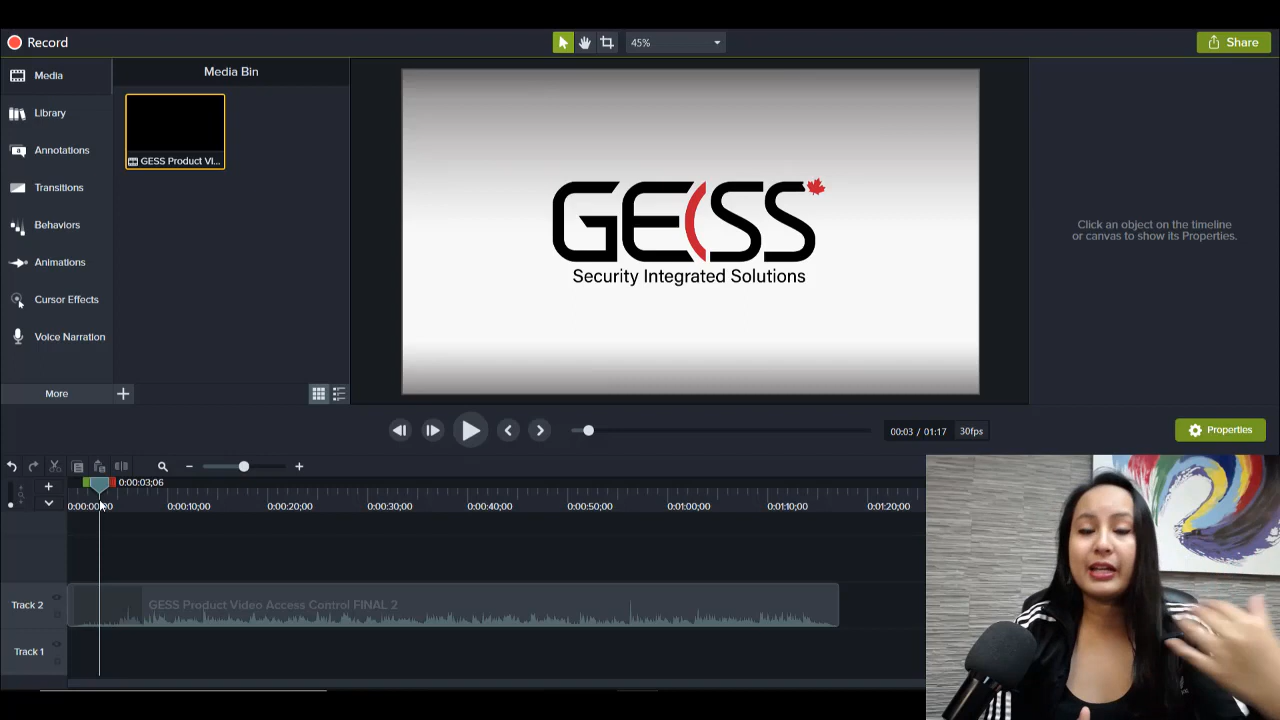 Record
45%
Share
Media
Media Bin
Library
GESS Product Vi...
Annotations
Transitions
Behaviors
Animations
Cursor Effects
Voice Narration
More
GESS
Security Integrated Solutions
Click an object on the timeline
or canvas to show its Properties.
00:03 / 01:17
30fps
Properties
0:00:03;06
0:00:10;00
0:00:20;00
0:00:30;00
0:00:40;00
0:00:50;00
0:01:00;00
0:01:10;00
0:01:20;00
Track 2
GESS Product Video Access Control FINAL 2
Track 1